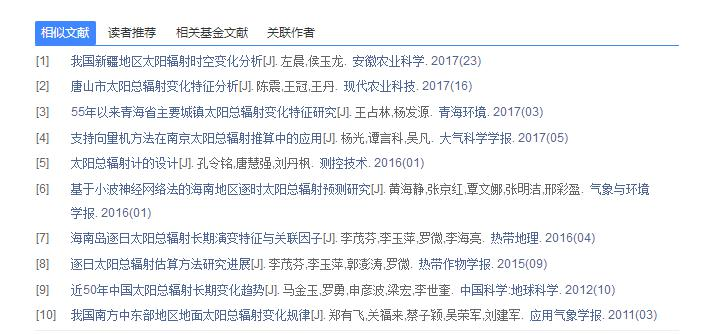 相似文献 读者推荐 相关基金文献 关联作者
[1] 我国新疆地区太阳辐射时空变化分析[J]. 左晨,侯玉龙. 安徽农业科学. 2017(23)
[2] 唐山市太阳总辐射变化特征分析[J]. 陈震,王冠,王丹. 现代农业科技. 2017(16)
[3] 55年以来青海省主要城镇太阳总辐射变化特征研究[J]. 王占林,杨发源. 青海环境. 2017(03)
[4] 支持向量机方法在南京太阳总辐射推算中的应用[J]. 杨光,谭言科,吴凡. 大气科学学报. 2017(05)
[5] 太阳总辐射计的设计[J]. 孔令铭,唐慧强,刘丹枫. 测控技术. 2016(01)
[6] 基于小波神经网络法的海南地区逐时太阳总辐射预测研究[J]. 黄海静,张京红,覃文娜,张明洁,邢彩盈. 气象与环境
学报. 2016(01)
[7] 海南岛逐日太阳总辐射长期演变特征与关联因子[J]. 李茂芬,李玉萍,罗微,李海亮. 热带地理. 2016(04)
[8] 逐日太阳总辐射估算方法研究进展[J]. 李茂芬,李玉萍,郭澎涛,罗微. 热带作物学报. 2015(09)
[9] 近50年中国太阳总辐射长期变化趋势[J]. 马金玉,罗勇,申彦波,梁宏,李世奎. 中国科学:地球科学. 2012(10)
[10] 我国南方中东部地区地面太阳总辐射变化规律[J]. 郑有飞,关福来,蔡子颖,吴荣军,刘建军. 应用气象学报. 2011(03)